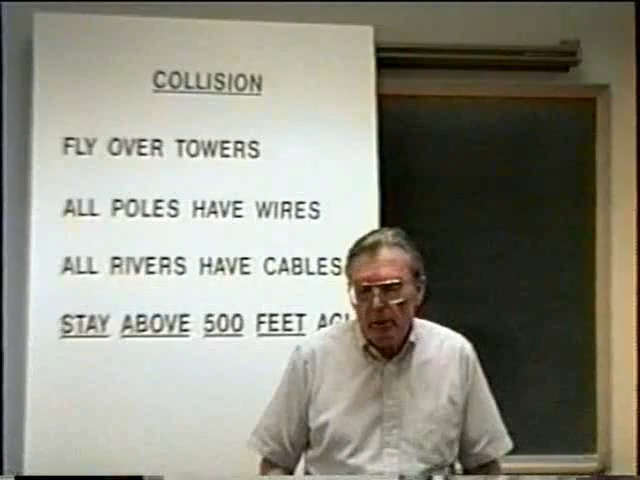 COLLISION
FLY OVER TOWERS
ALL POLES HAVE WIRES
ALL RIVERS HAVE CABLES
STAY ABOVE 500 FEET